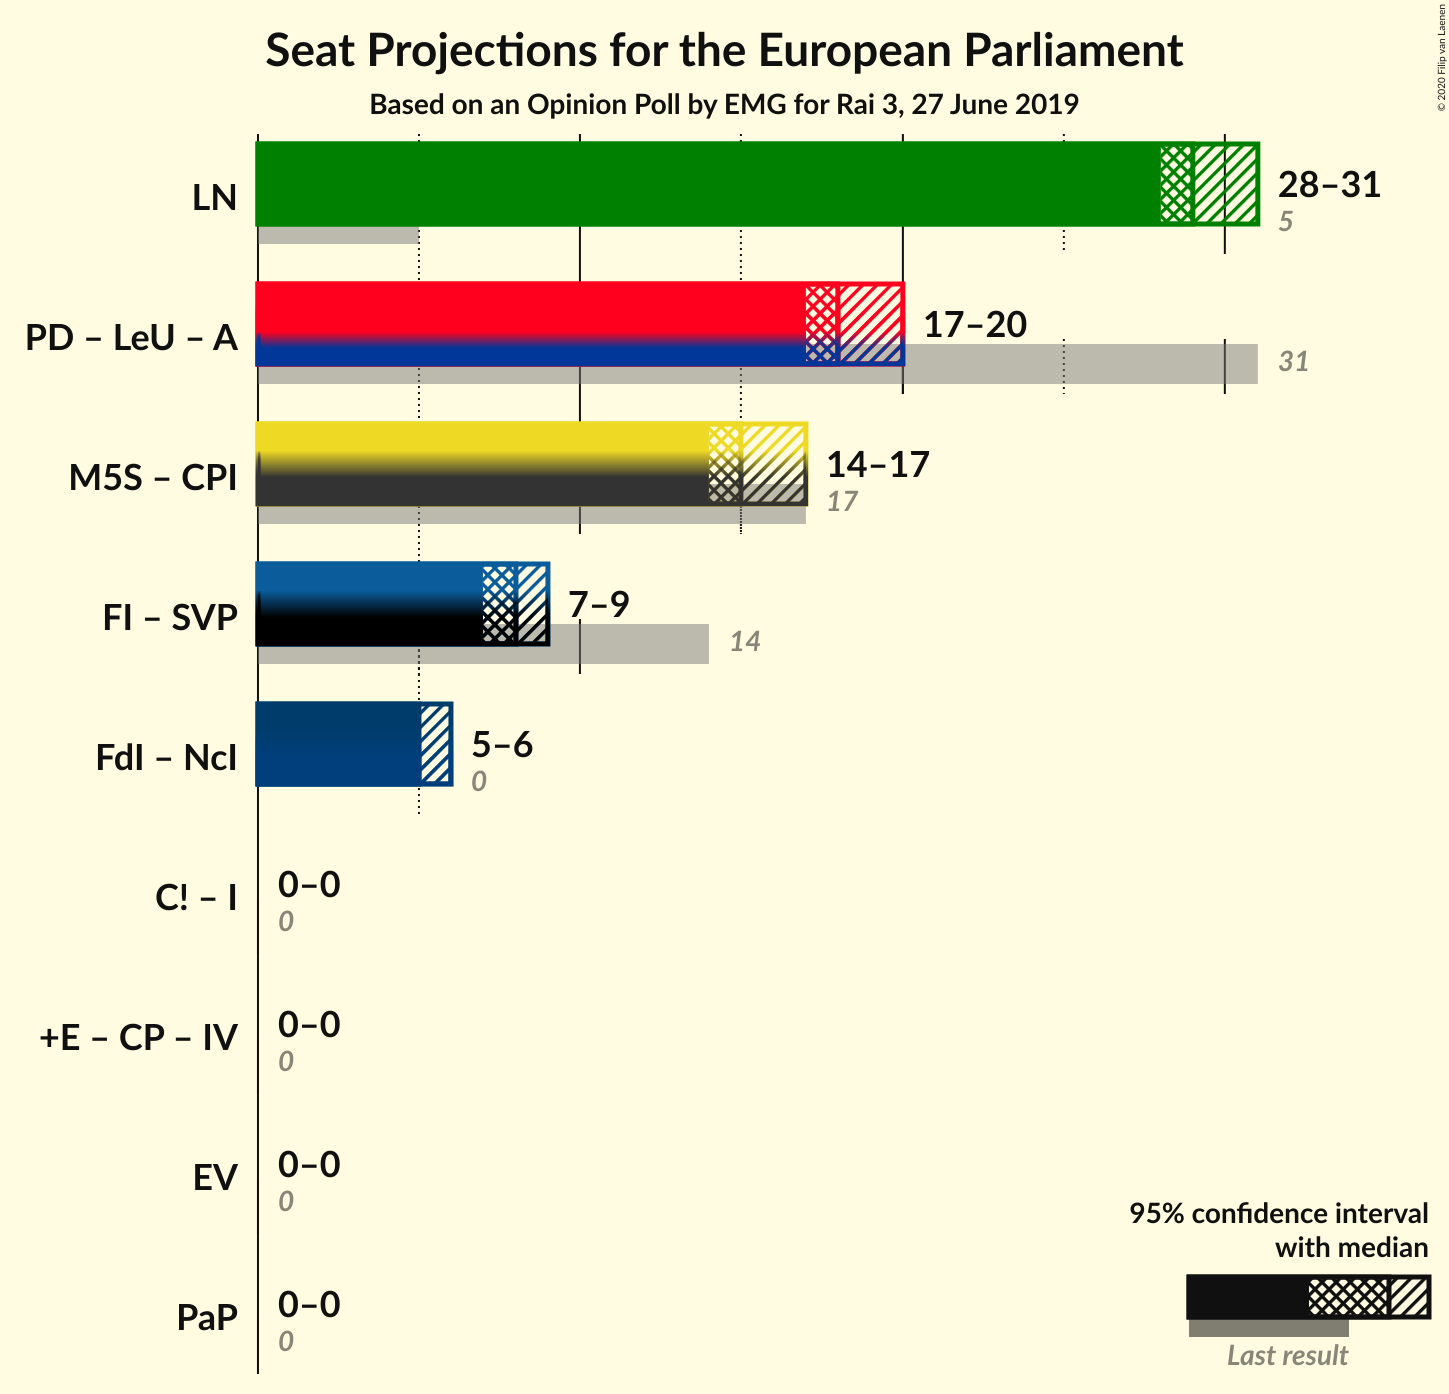 Seat Projections for the European Parliament
Based on an Opinion Poll by EMG for Rai 3, 27 June 2019
© 2020 Filip van Laenen
LN
28–31
5
PD – LeU – A
17–20
31
M5S – CPI
14–17
17
FI – SVP
7–9
14
FdI – NcI
5–6
0
C! – I
0–0
0
+E – CP – IV
0–0
0
EV
0–0
0
PaP
0–0
0
95% confidence interval
with median
Last result